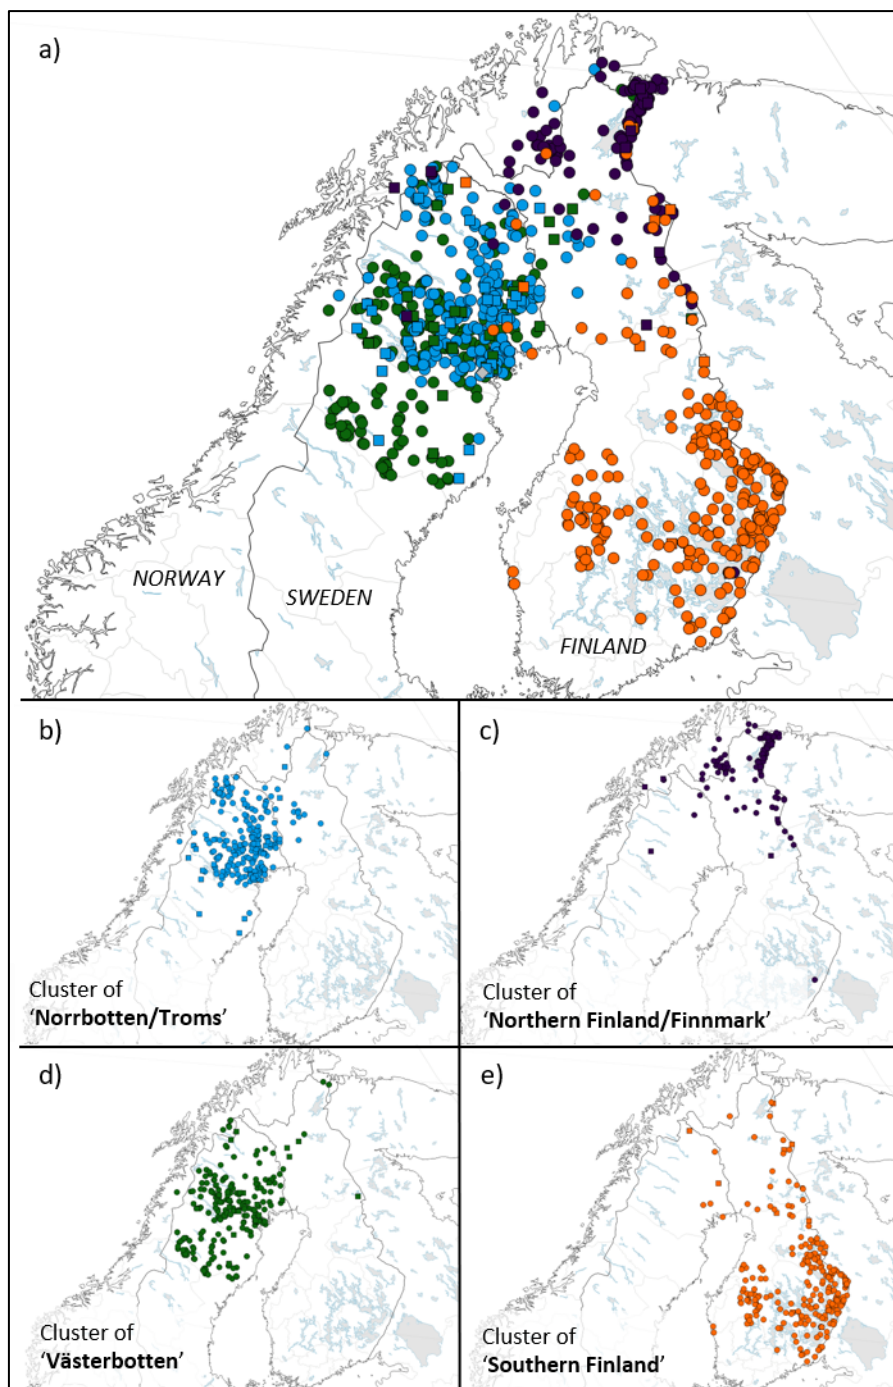 a)
NORWAY
SWEDEN
FINLAND
b)
Cluster of
‘Norrbotten/Troms’
c)
Cluster of
‘Northern Finland/Finnmark’
d)
Cluster of
‘Västerbotten’
e)
Cluster of
‘Southern Finland’